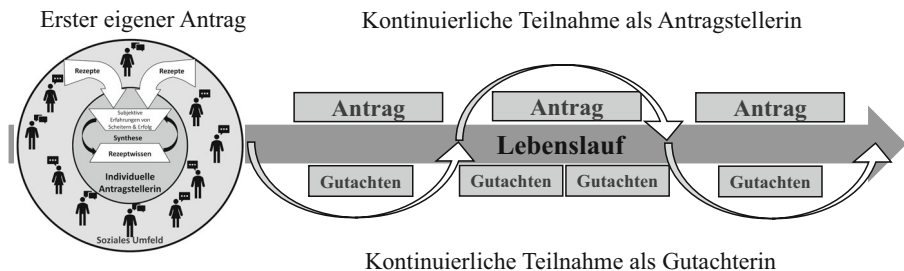 Erster eigener Antrag
Kontinuierliche Teilnahme als Antragstellerin
Rezepte
Rezepte
Subjektive
Erfahrungen von
Scheitern & Erfolg
Synthese
Rezeptwissen
Individuelle
Antragstellerin
Soziales Umfeld
Antrag
Antrag
Antrag
Lebenslauf
Gutachten
Gutachten
Gutachten
Gutachten
Kontinuierliche Teilnahme als Gutachterin